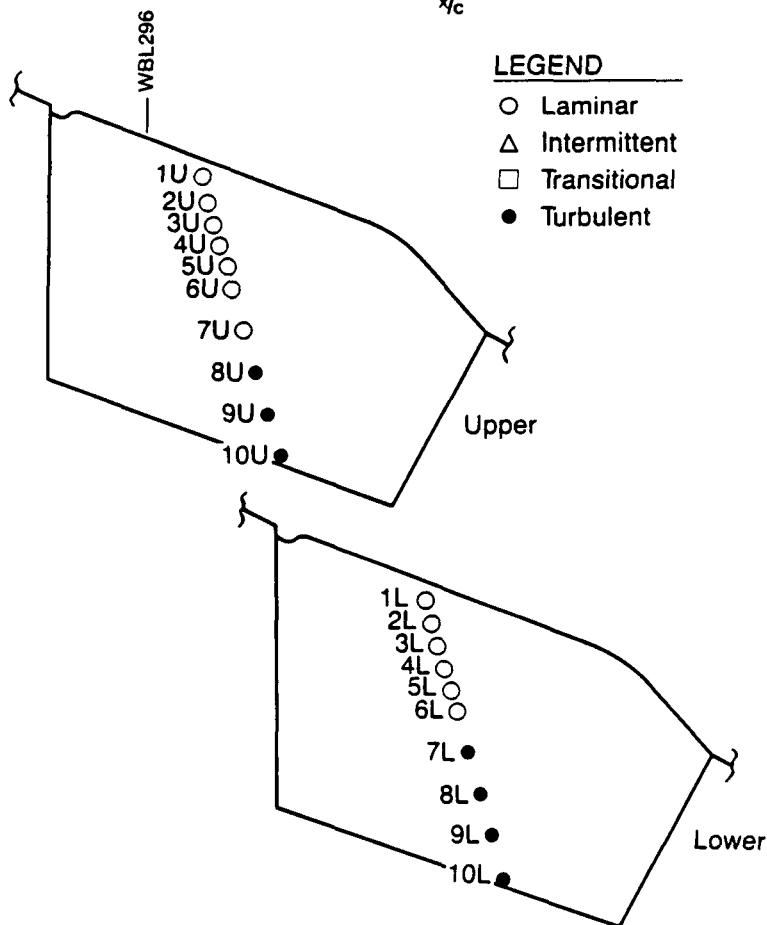 x/c
WBL296
LEGEND
Laminar
Intermittent
Transitional
Turbulent
1U
2U
3U
4U
5U
6U
7U
8U
9U
10U
Upper
1L
2L
3L
4L
5L
6L
7L
8L
9L
10L
Lower